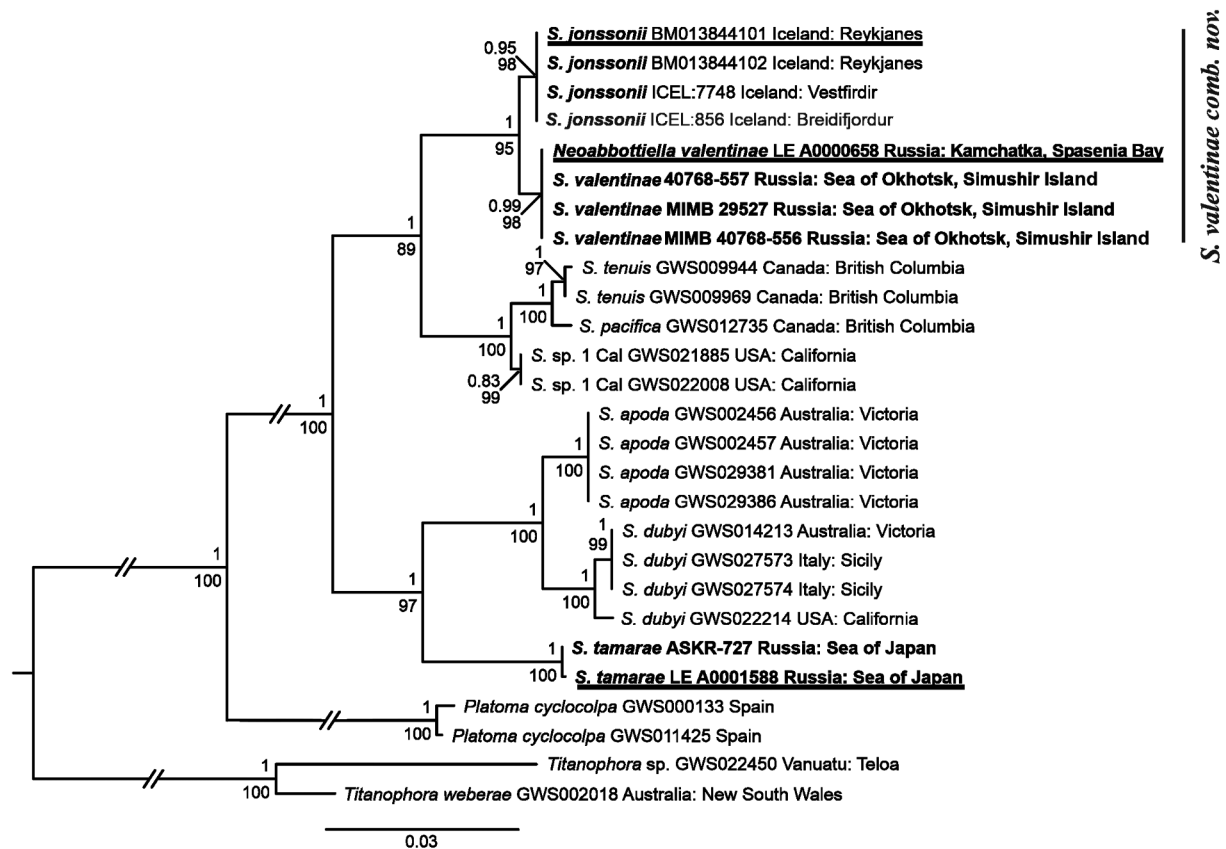 S. jonssonii BM013844101 Iceland: Reykjanes
0.95
98
S. jonssonii BM013844102 Iceland: Reykjanes
S. jonssonii ICEL:7748 Iceland: Vestfirdir
S. jonssonii ICEL:856 Iceland: Breidifjordur
1
95
Neoabbottiella valentinae LE A0000658 Russia: Kamchatka, Spasenia Bay
S. valentinae 40768-557 Russia: Sea of Okhotsk, Simushir Island
0.99
98
S. valentinae MIMB 29527 Russia: Sea of Okhotsk, Simushir Island
S. valentinae MIMB 40768-556 Russia: Sea of Okhotsk, Simushir Island
S. valentinae comb. nov.
1
89
1
97
S. tenuis GWS009944 Canada: British Columbia
S. tenuis GWS009969 Canada: British Columbia
1
100
S. pacifica GWS012735 Canada: British Columbia
1
100
S. sp. 1 Cal GWS021885 USA: California
S. sp. 1 Cal GWS022008 USA: California
0.83
99
1
100
S. apoda GWS002456 Australia: Victoria
S. apoda GWS002457 Australia: Victoria
1
100
S. apoda GWS029381 Australia: Victoria
S. apoda GWS029386 Australia: Victoria
1
100
S. dubyi GWS014213 Australia: Victoria
1
99
S. dubyi GWS027573 Italy: Sicily
S. dubyi GWS027574 Italy: Sicily
1
100
S. dubyi GWS022214 USA: California
1
97
1
100
S. tamarae ASKR-727 Russia: Sea of Japan
1
100
S. tamarae LE A0001588 Russia: Sea of Japan
Platoma cyclocolpa GWS000133 Spain
1
100
Platoma cyclocolpa GWS011425 Spain
Titanophora sp. GWS022450 Vanuatu: Teloa
1
100
Titanophora weberae GWS002018 Australia: New South Wales
0.03